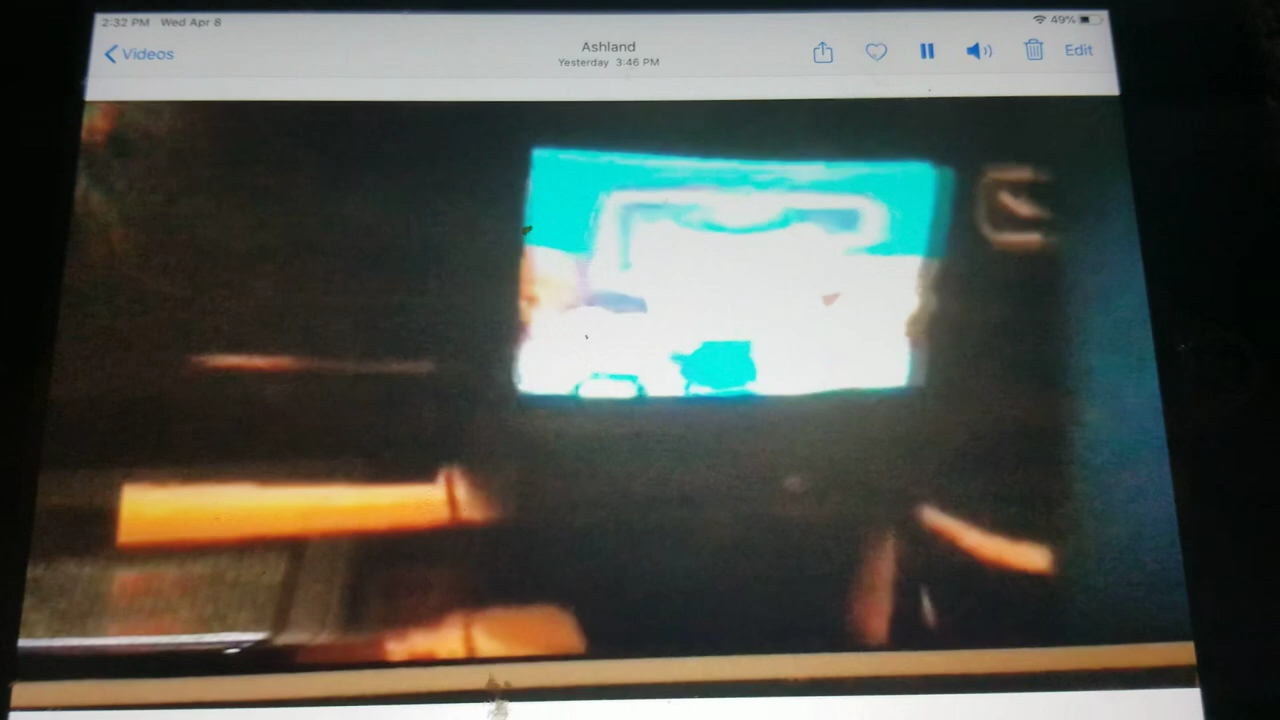 2:32 PM Wed Apr 8
49%
Videos
Ashland
Edit
Yesterday 3:46 PM